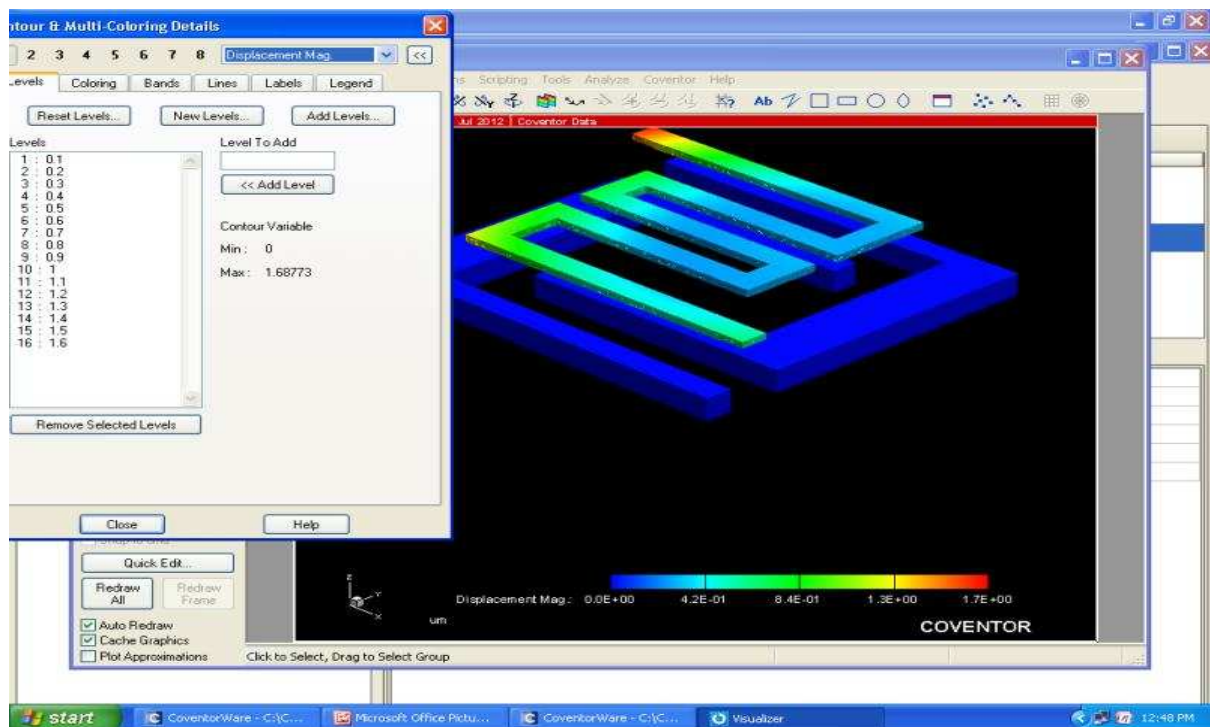 ntour & Multi-Coloring Details
2 3 4 5 6 7 8 Displacement Mag. <<
Levels Coloring Bands Lines Labels Legend
Reset Levels... New Levels... Add Levels...
Levels
1 : 0.1
2 : 0.2
3 : 0.3
4 : 0.4
5 : 0.5
6 : 0.6
7 : 0.7
8 : 0.8
9 : 0.9
10 : 1
11 : 1.1
12 : 1.2
13 : 1.3
14 : 1.4
15 : 1.5
16 : 1.6
Level To Add
<< Add Level
Contour Variable
Min : 0
Max : 1.68773
Remove Selected Levels
Close Help
ns Scripting Tools Analyze Coventor Help
Ab
Jul 2012 | Coventor Data
Quick Edit...
Redraw All
Redraw Frame
Auto Redraw
Cache Graphics
Plot Approximations
Z
Y
X
um
Displacement Mag.: 0.0E+00 4.2E-01 8.4E-01 1.3E+00 1.7E+00
COVENTOR
Click to Select, Drag to Select Group
start CoventorWare - C:\C... Microsoft Office Pictu... CoventorWare - C:\C... Visualizer 12:48 PM